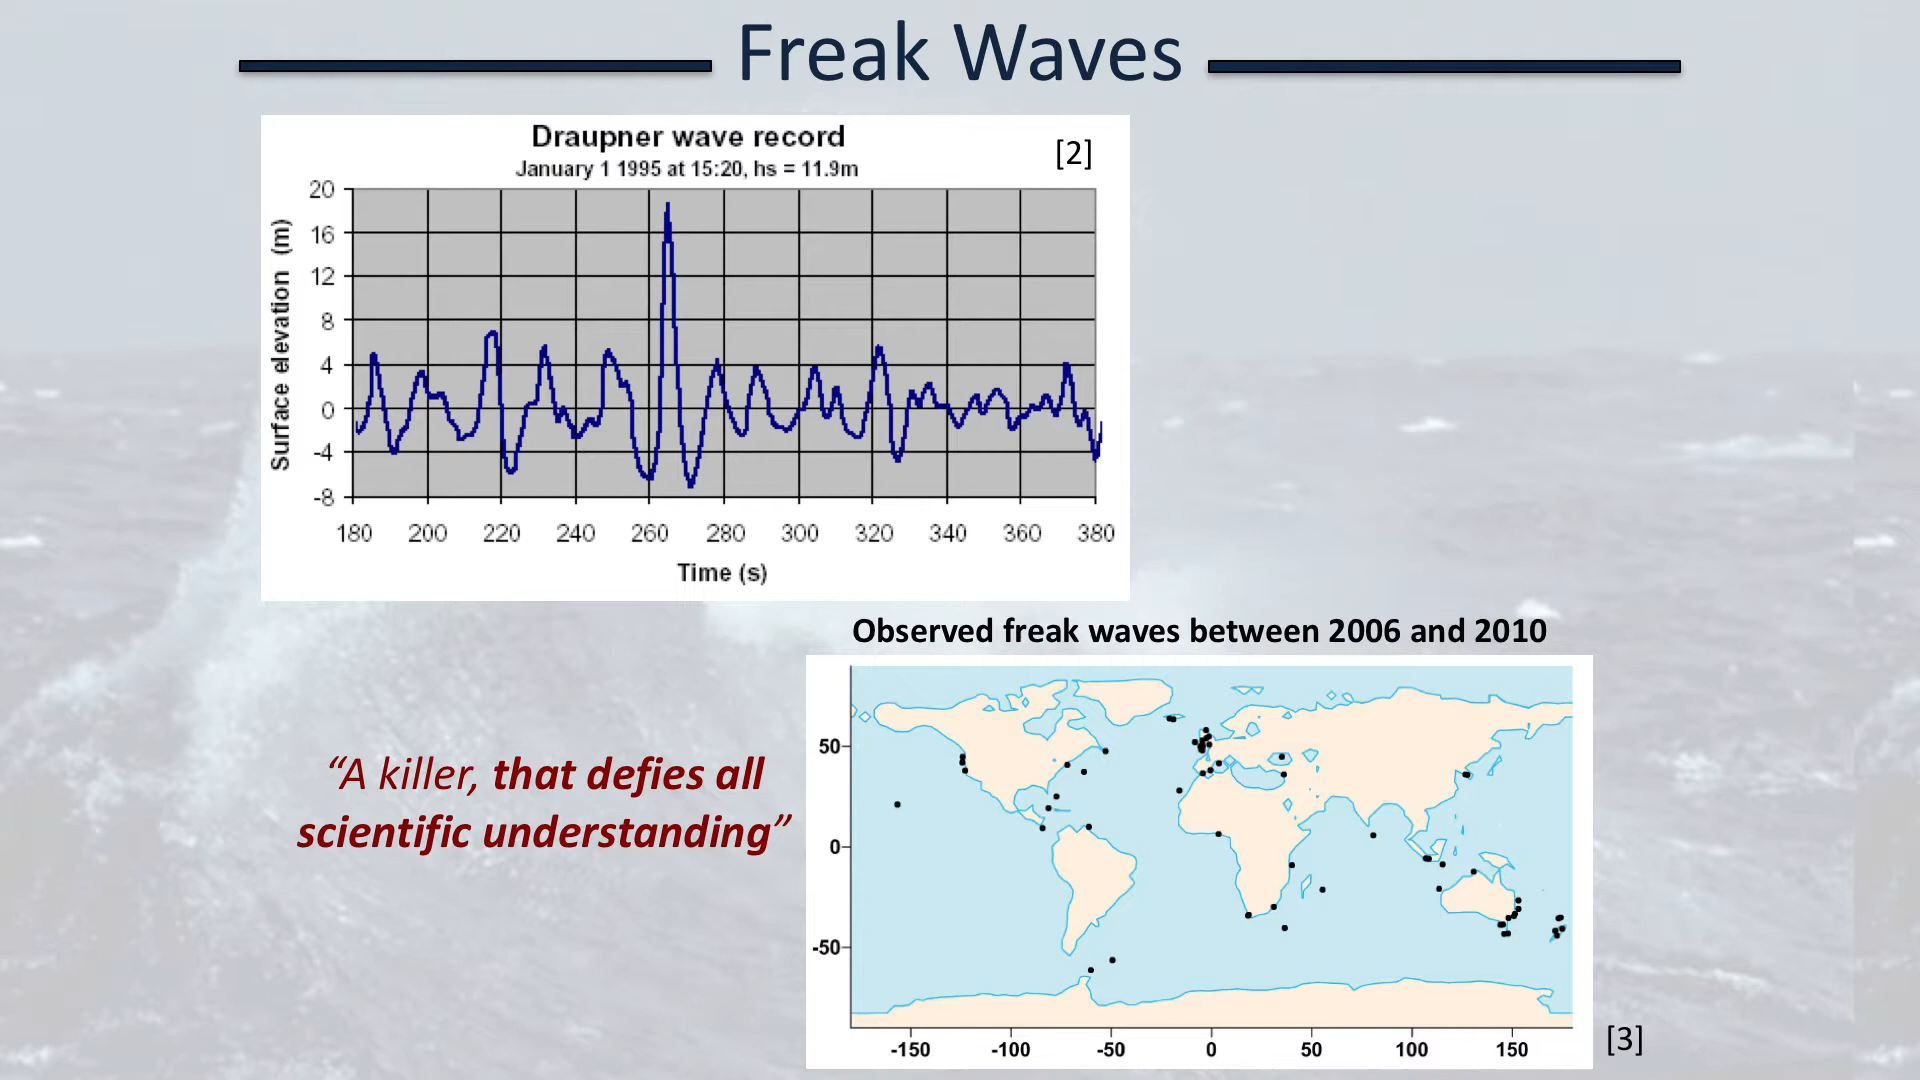 Freak Waves
Draupner wave record
[2]
January 1 1995 at 15:20, hs = 11.9m
20
16
12
8
4
0
-4
-8
Surface elevation (m)
180 200 220 240 260 280 300 320 340 360 380
Time (s)
Observed freak waves between 2006 and 2010
“A killer, that defies all
scientific understanding”
50
0
-50
-150 -100 -50 0 50 100 150
[3]